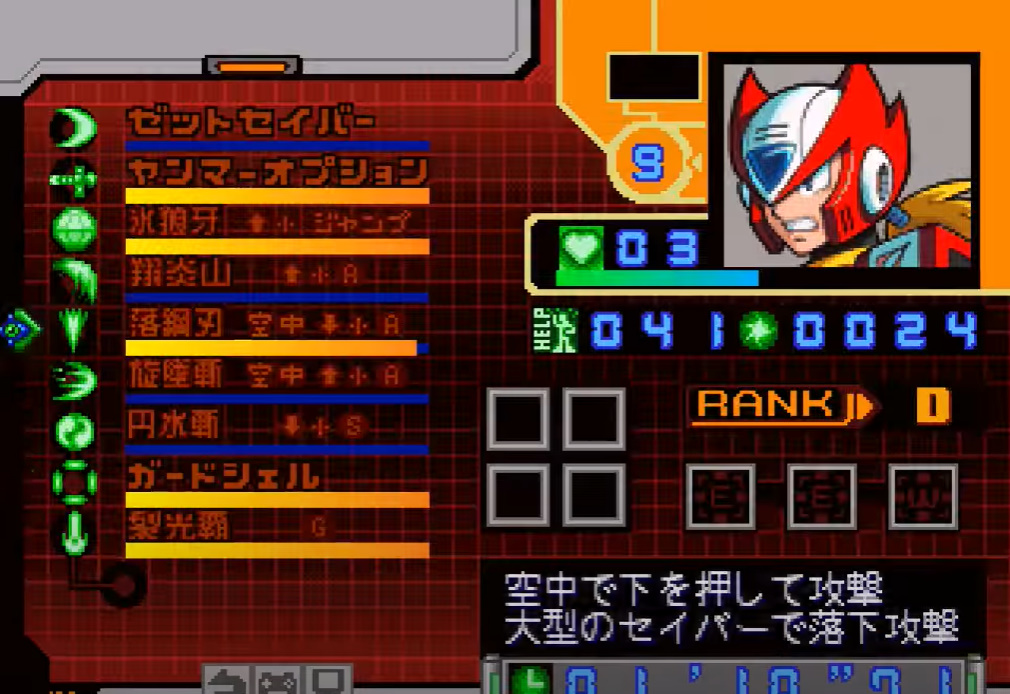 ゼットセイバー
ヤンマーオプション
氷狼牙 ↑+ジャンプ
翔炎山 ↑+A
落鋼刃 空中↓+A
旋墜斬 空中↑+A
円水斬 ↓+S
ガードシェル
裂光覇 G
9
03
HELP 041 0024
RANK D
E E W
空中で下を押して攻撃
大型のセイバーで落下攻撃